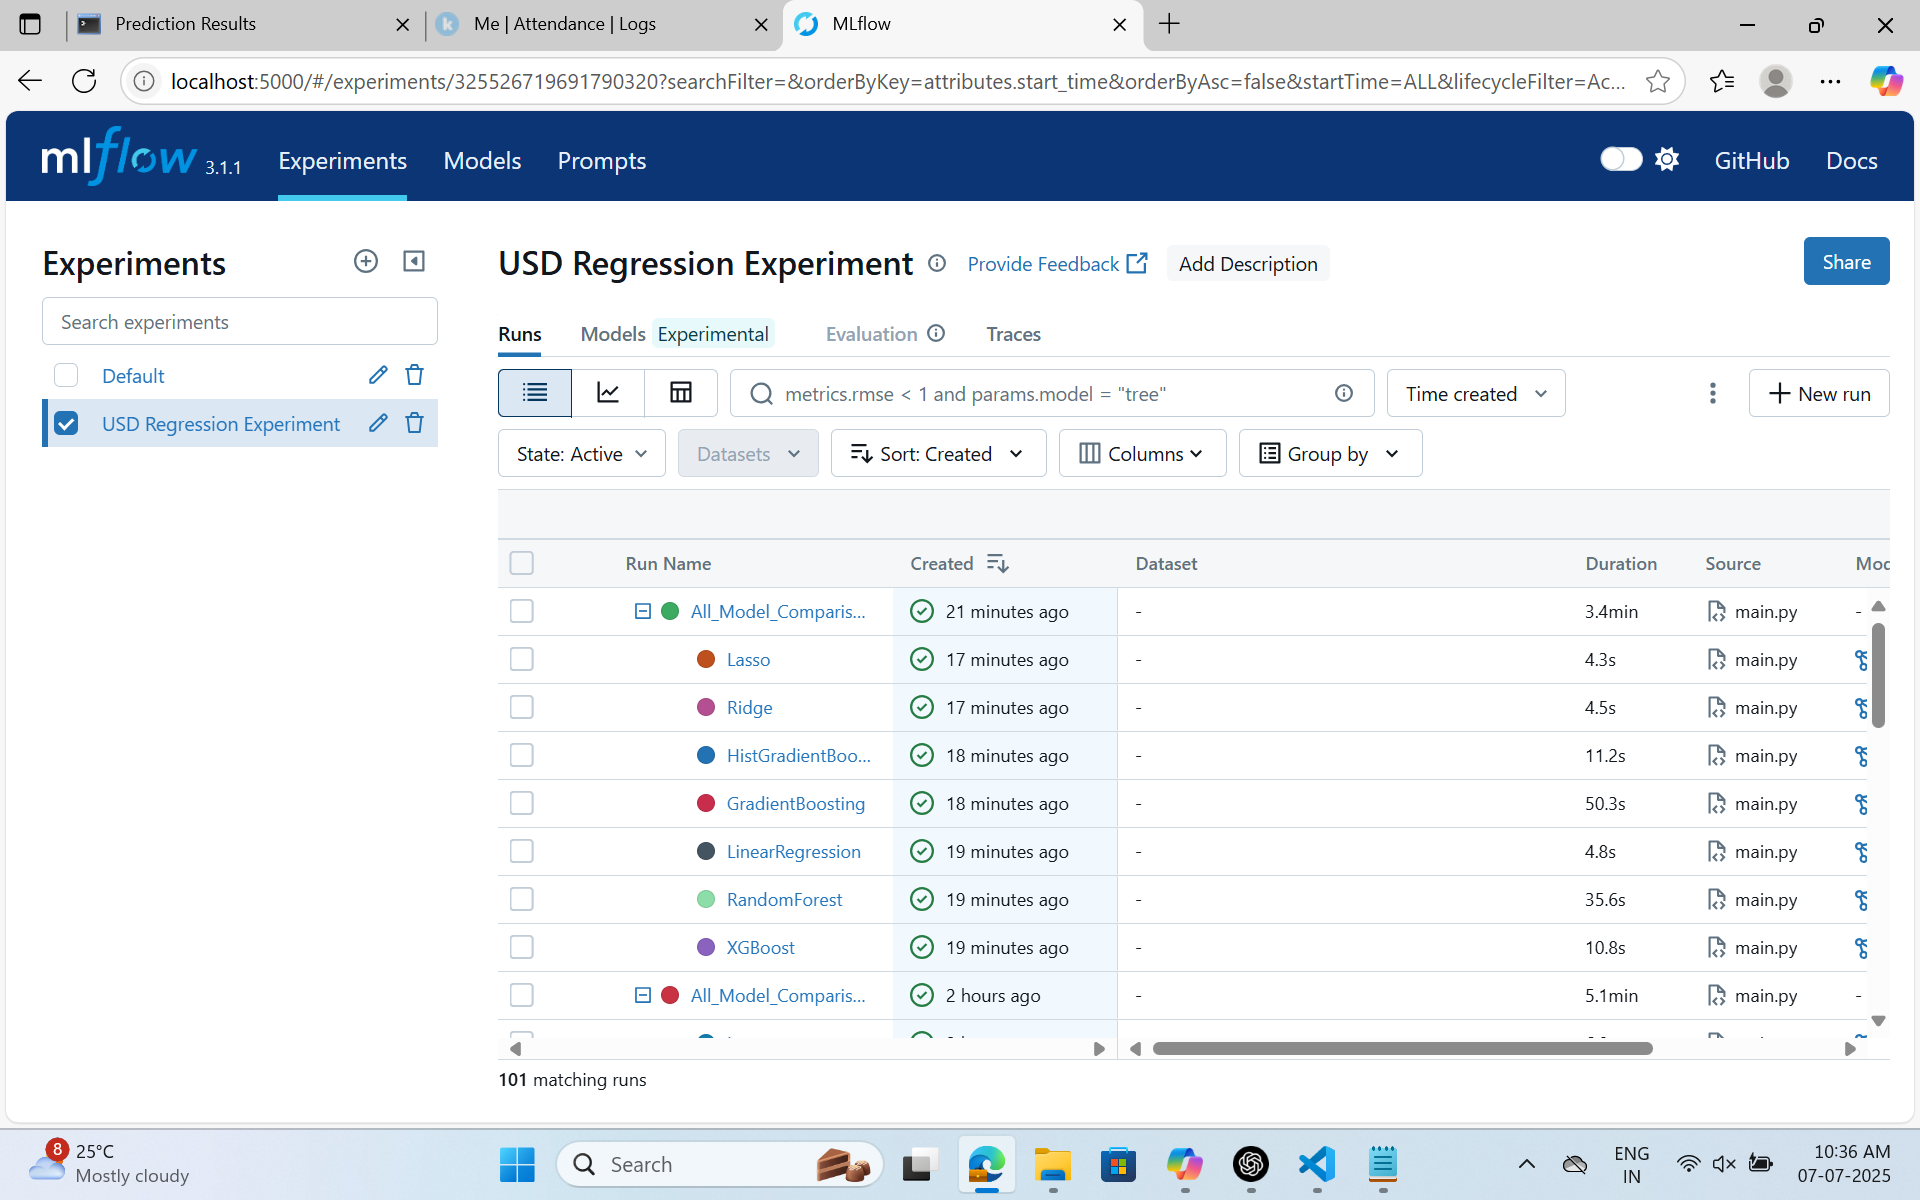 Prediction Results
Me | Attendance | Logs
MLflow
localhost:5000/#/experiments/325526719691790320?searchFilter=&orderByKey=attributes.start_time&orderByAsc=false&startTime=ALL&lifecycleFilter=Ac...
mlflow 3.1.1
Experiments
Models
Prompts
GitHub
Docs
Experiments
Search experiments
Default
USD Regression Experiment
USD Regression Experiment
Provide Feedback
Add Description
Share
Runs
Models Experimental
Evaluation
Traces
metrics.rmse < 1 and params.model = "tree"
Time created
New run
State: Active
Datasets
Sort: Created
Columns
Group by
Run Name Created Dataset Duration Source Moc
All_Model_Comparis... 21 minutes ago - 3.4min main.py -
Lasso 17 minutes ago - 4.3s main.py
Ridge 17 minutes ago - 4.5s main.py
HistGradientBoo... 18 minutes ago - 11.2s main.py
GradientBoosting 18 minutes ago - 50.3s main.py
LinearRegression 19 minutes ago - 4.8s main.py
RandomForest 19 minutes ago - 35.6s main.py
XGBoost 19 minutes ago - 10.8s main.py
All_Model_Comparis... 2 hours ago - 5.1min main.py -
101 matching runs
8
25°C
Mostly cloudy
Search
ENG
IN
10:36 AM
07-07-2025